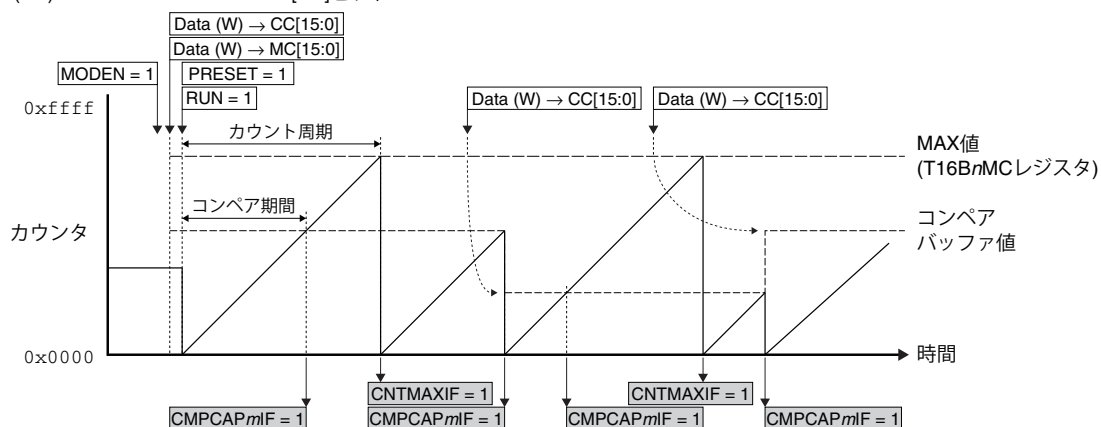 Data (W) → CC[15:0]
Data (W) → MC[15:0]
MODEN = 1
PRESET = 1
RUN = 1
Data (W) → CC[15:0]
Data (W) → CC[15:0]
0xffff
カウント周期
MAX値
(T16BnMCレジスタ)
コンペア期間
コンペア
バッファ値
カウンタ
0x0000
時間
CNTMAXIF = 1
CNTMAXIF = 1
CMPCAPmIF = 1
CMPCAPmIF = 1
CMPCAPmIF = 1
CMPCAPmIF = 1